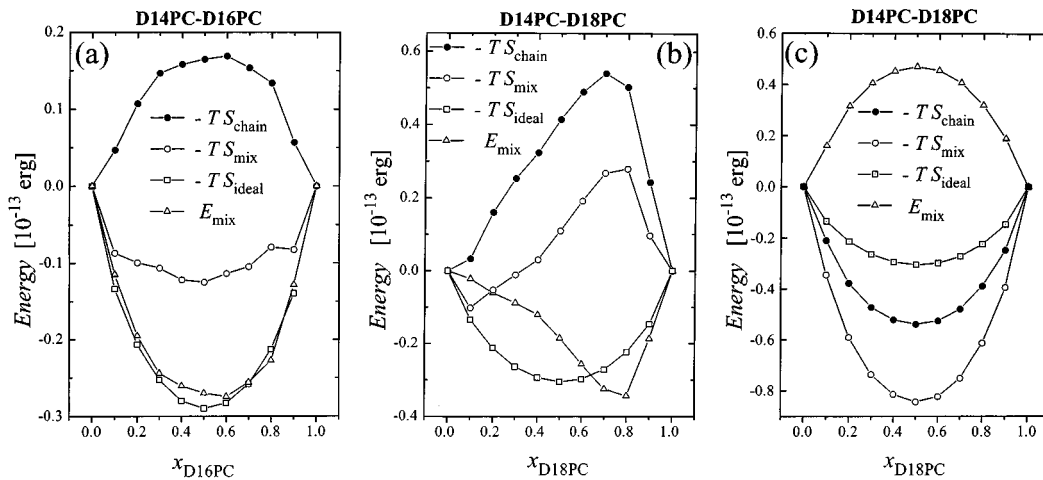 D14PC-D16PC
(a)
Energy [10⁻¹³ erg]
0.2
0.1
0.0
-0.1
-0.2
-0.3
- T S_chain
- T S_mix
- T S_ideal
E_mix
0.0 0.2 0.4 0.6 0.8 1.0
x_D16PC
D14PC-D18PC
(b)
Energy [10⁻¹³ erg]
0.6
0.4
0.2
0.0
-0.2
-0.4
- T S_chain
- T S_mix
- T S_ideal
E_mix
0.0 0.2 0.4 0.6 0.8 1.0
x_D18PC
D14PC-D18PC
(c)
Energy [10⁻¹³ erg]
0.6
0.4
0.2
0.0
-0.2
-0.4
-0.6
-0.8
- T S_chain
- T S_mix
- T S_ideal
E_mix
0.0 0.2 0.4 0.6 0.8 1.0
x_D18PC